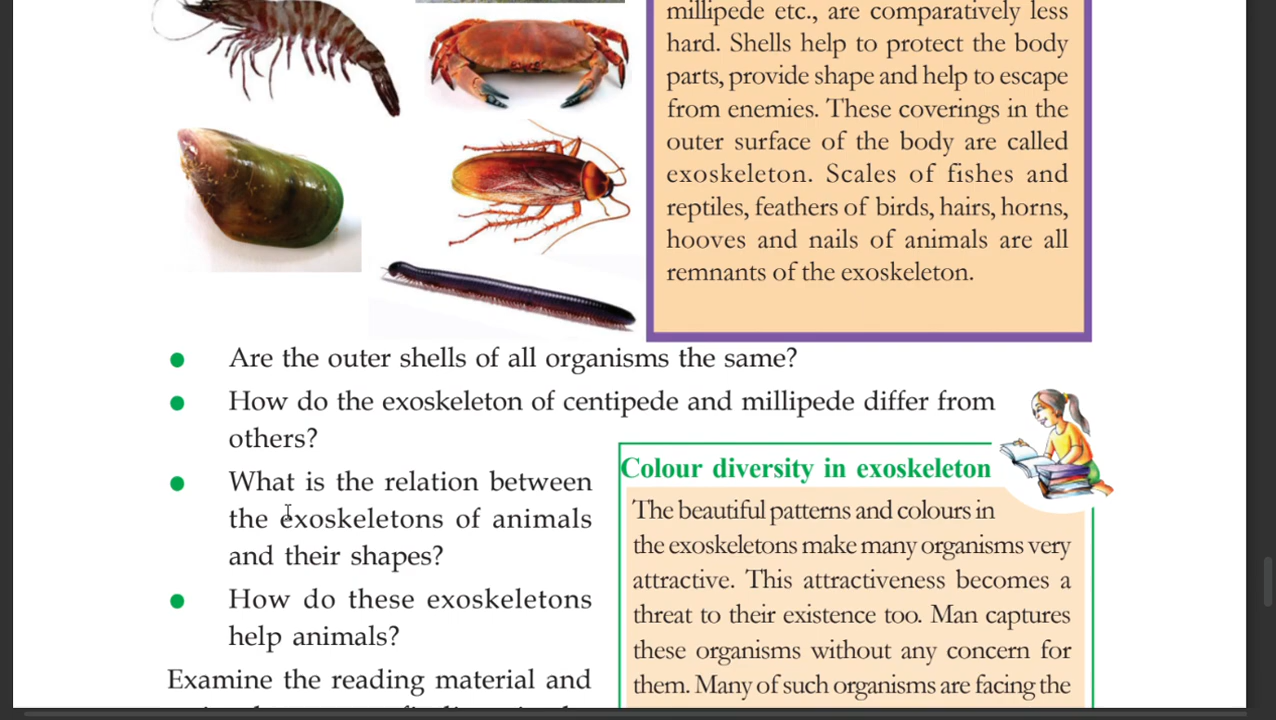 millipede etc., are comparatively less
hard. Shells help to protect the body
parts, provide shape and help to escape
from enemies. These coverings in the
outer surface of the body are called
exoskeleton. Scales of fishes and
reptiles, feathers of birds, hairs, horns,
hooves and nails of animals are all
remnants of the exoskeleton.
● Are the outer shells of all organisms the same?
● How do the exoskeleton of centipede and millipede differ from
others?
● What is the relation between
the exoskeletons of animals
and their shapes?
● How do these exoskeletons
help animals?
Examine the reading material and
Colour diversity in exoskeleton
The beautiful patterns and colours in
the exoskeletons make many organisms very
attractive. This attractiveness becomes a
threat to their existence too. Man captures
these organisms without any concern for
them. Many of such organisms are facing the